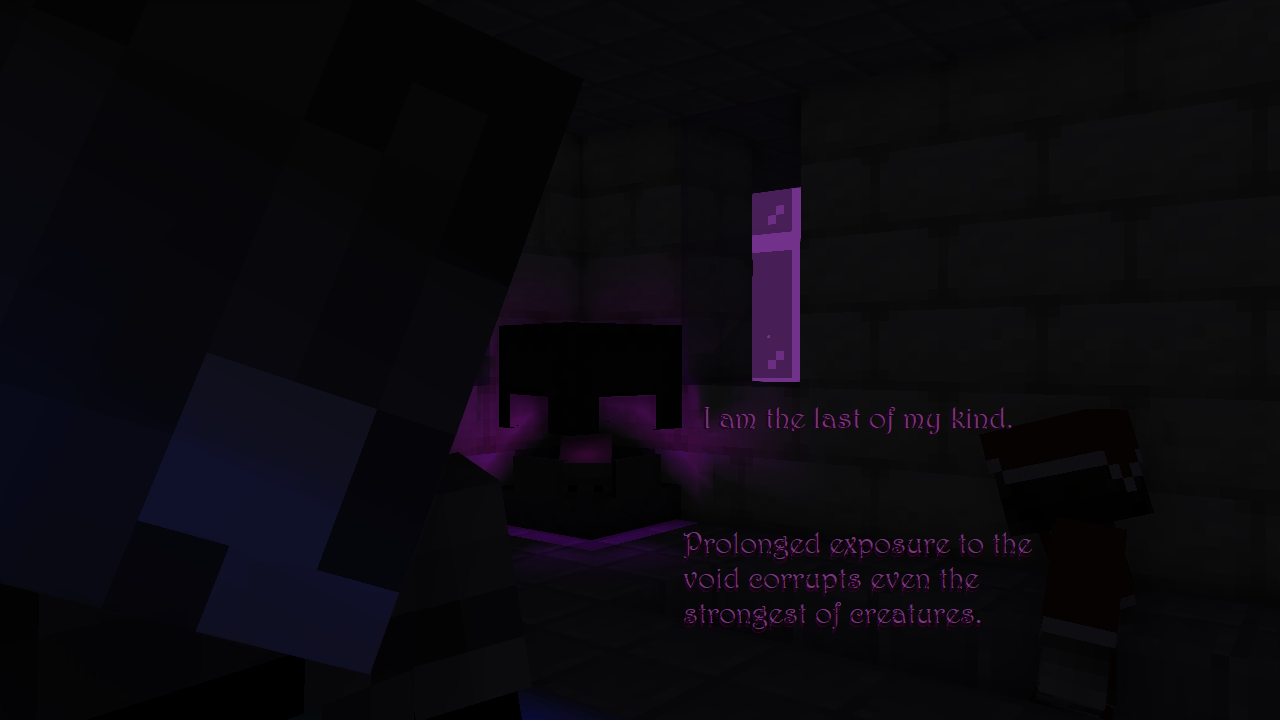 I am the last of my kind.
Prolonged exposure to the
void corrupts even the
strongest of creatures.